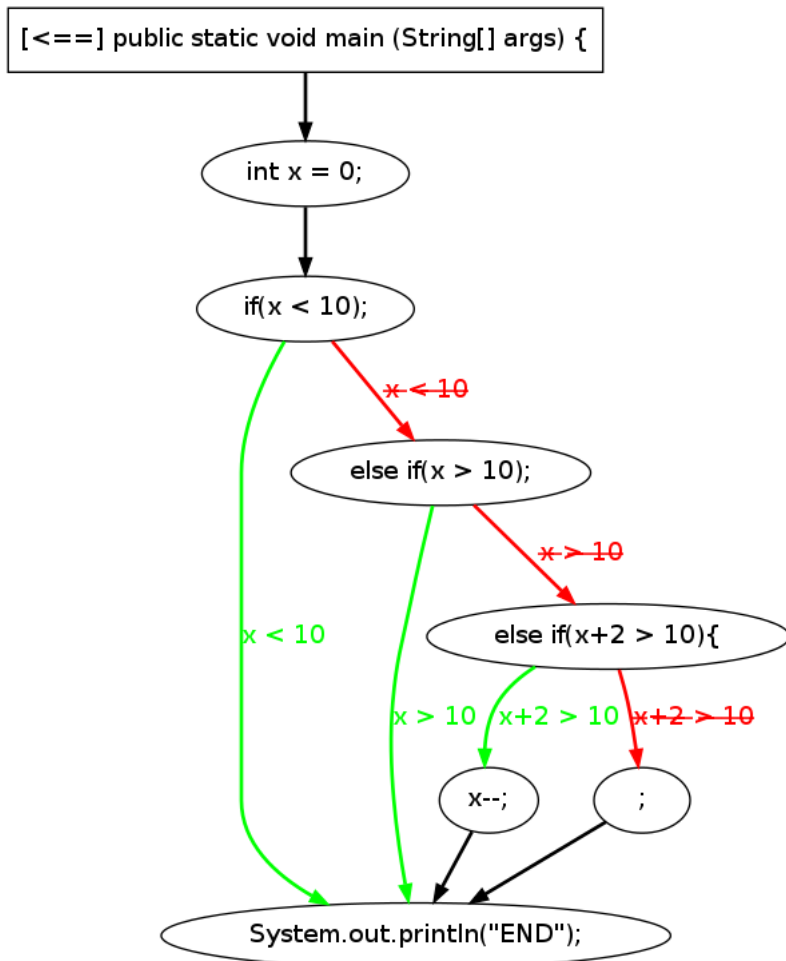 [<==] public static void main (String[] args) {
int x = 0;
if(x < 10);
x < 10
else if(x > 10);
x > 10
x < 10
else if(x+2 > 10){
x > 10
x+2 > 10
x+2 > 10
x--;
;
System.out.println("END");